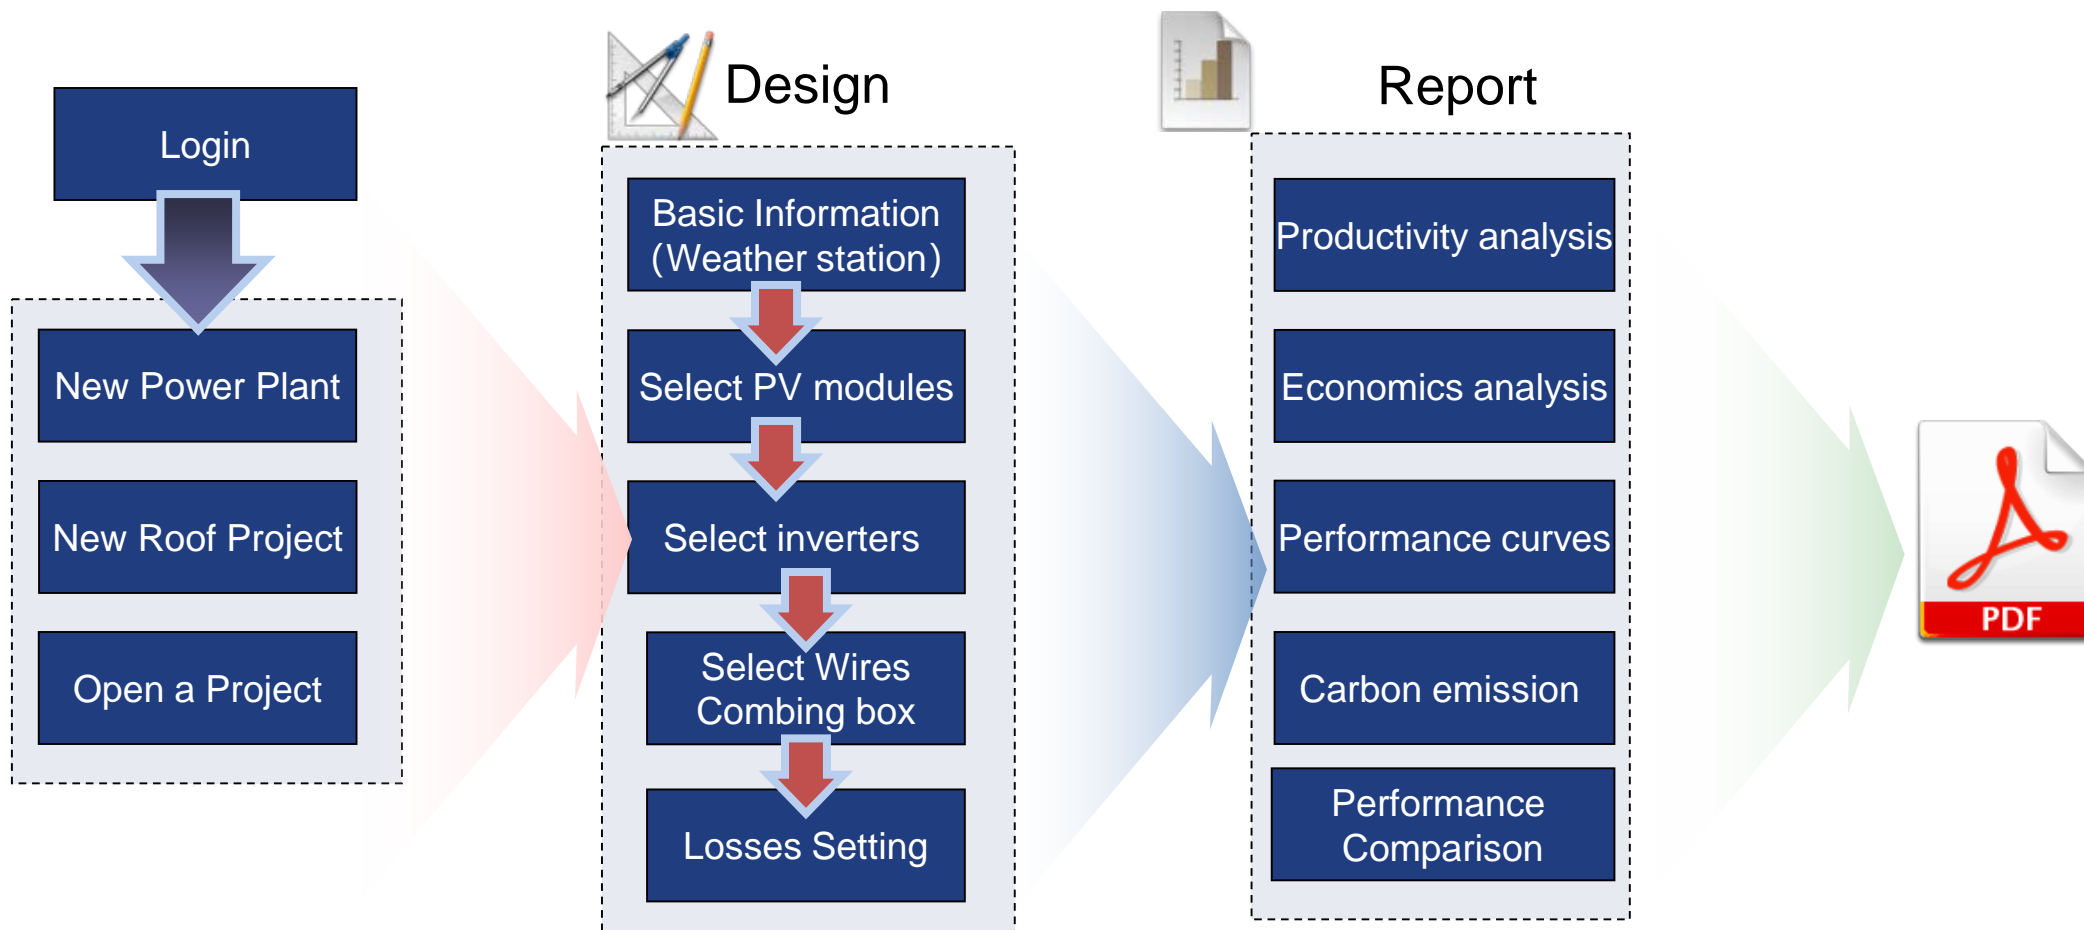 Login
New Power Plant
New Roof Project
Open a Project
Design
Basic Information
(Weather station)
Select PV modules
Select inverters
Select Wires
Combing box
Losses Setting
Report
Productivity analysis
Economics analysis
Performance curves
Carbon emission
Performance
Comparison
PDF